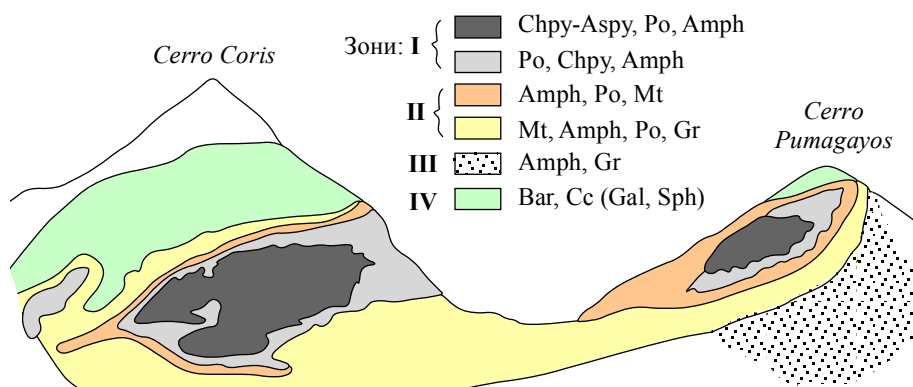 Cerro Coris
Зони: I
Chpy-Aspy, Po, Amph
Po, Chpy, Amph
II
Amph, Po, Mt
Mt, Amph, Po, Gr
III
Amph, Gr
IV
Bar, Cc (Gal, Sph)
Cerro
Pumagayos